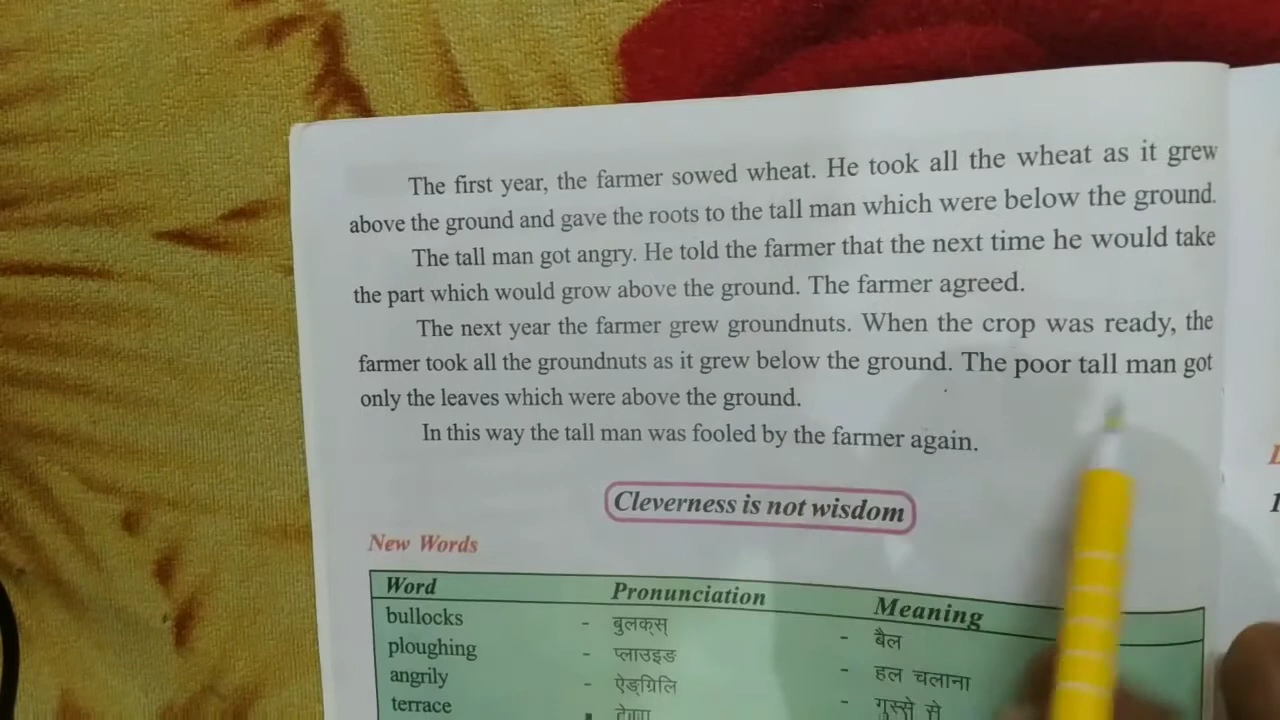 The first year, the farmer sowed wheat. He took all the wheat as it grew
above the ground and gave the roots to the tall man which were below the ground.
The tall man got angry. He told the farmer that the next time he would take
the part which would grow above the ground. The farmer agreed.
The next year the farmer grew groundnuts. When the crop was ready, the
farmer took all the groundnuts as it grew below the ground. The poor tall man got
only the leaves which were above the ground.
In this way the tall man was fooled by the farmer again.
Cleverness is not wisdom
New Words
Word Pronunciation Meaning
bullocks - बुलक्स् - बैल
ploughing - प्लाउइङ - हल चलाना
angrily - ऐङ्ग्रिलि - गुस्से से
terrace